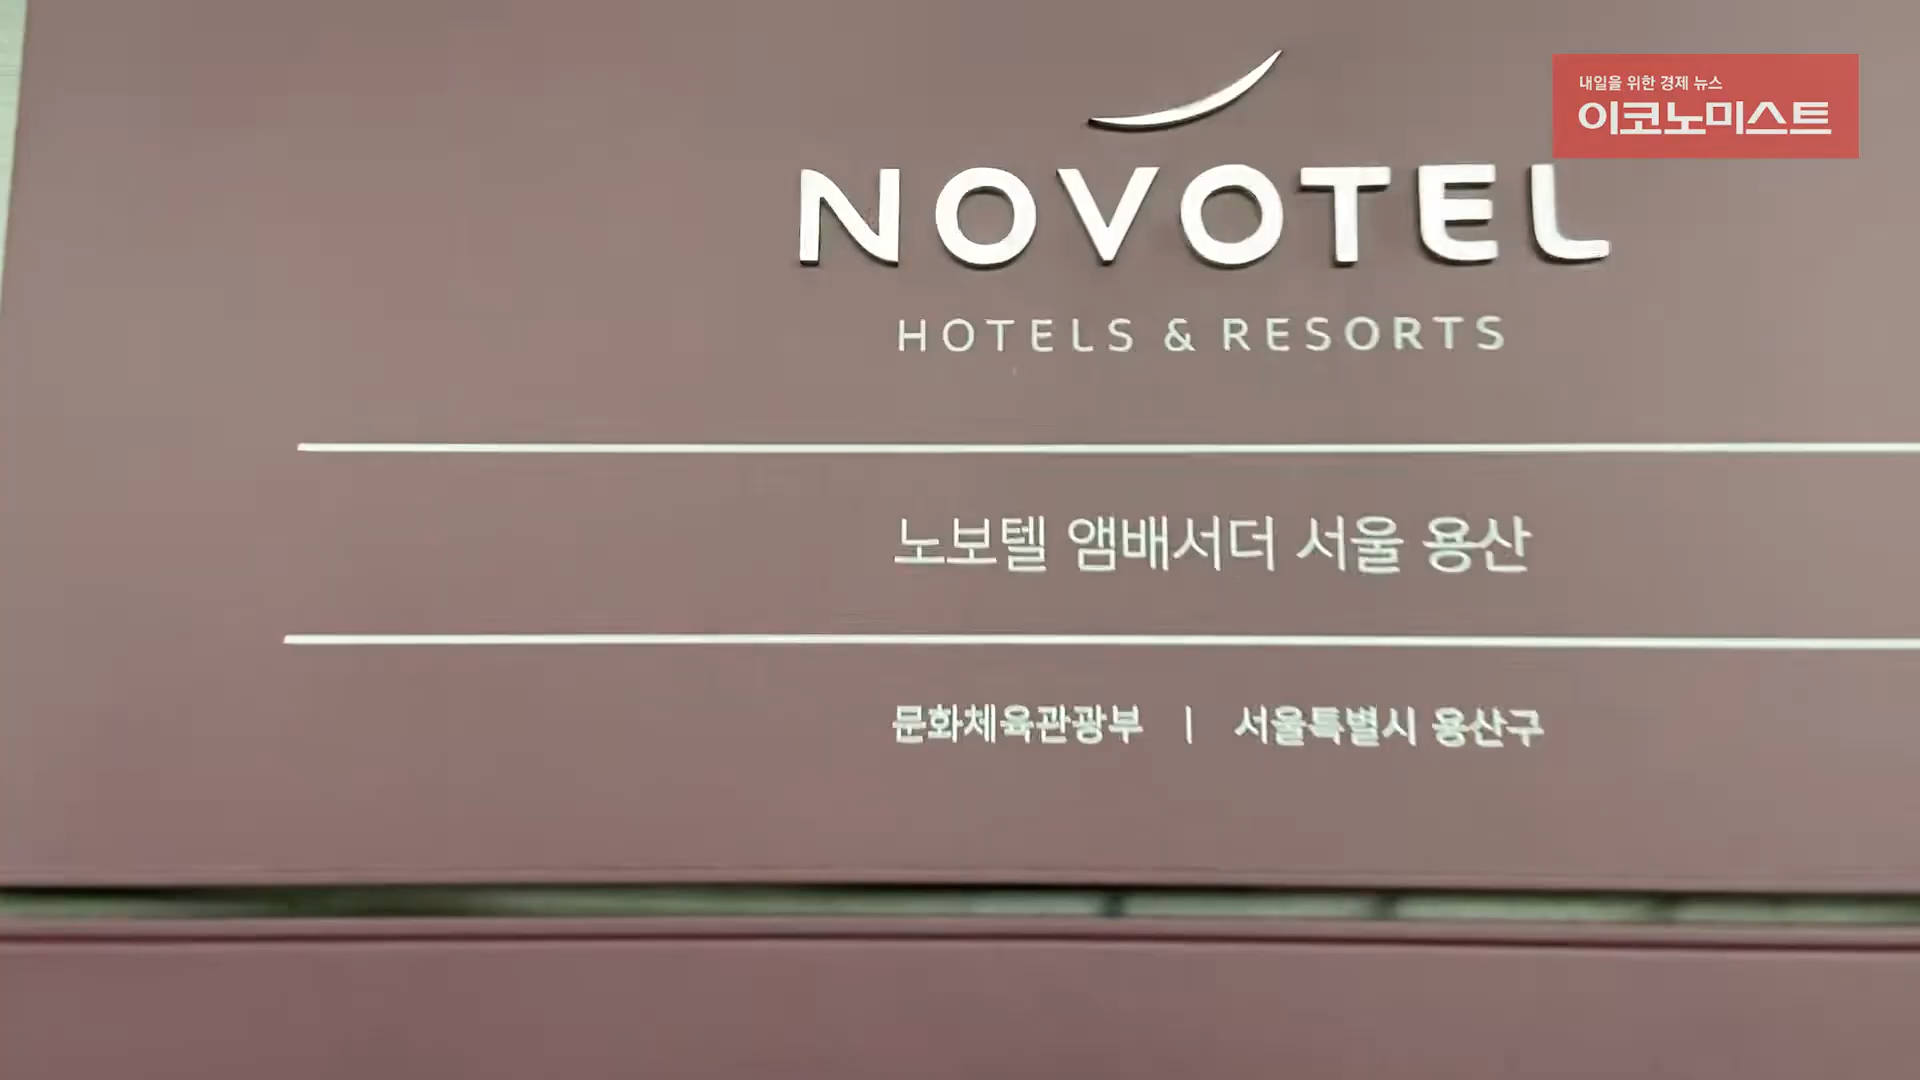 내일을 위한 경제 뉴스
이코노미스트
NOVOTEL
HOTELS & RESORTS
노보텔 앰배서더 서울 용산
문화체육관광부 | 서울특별시 용산구